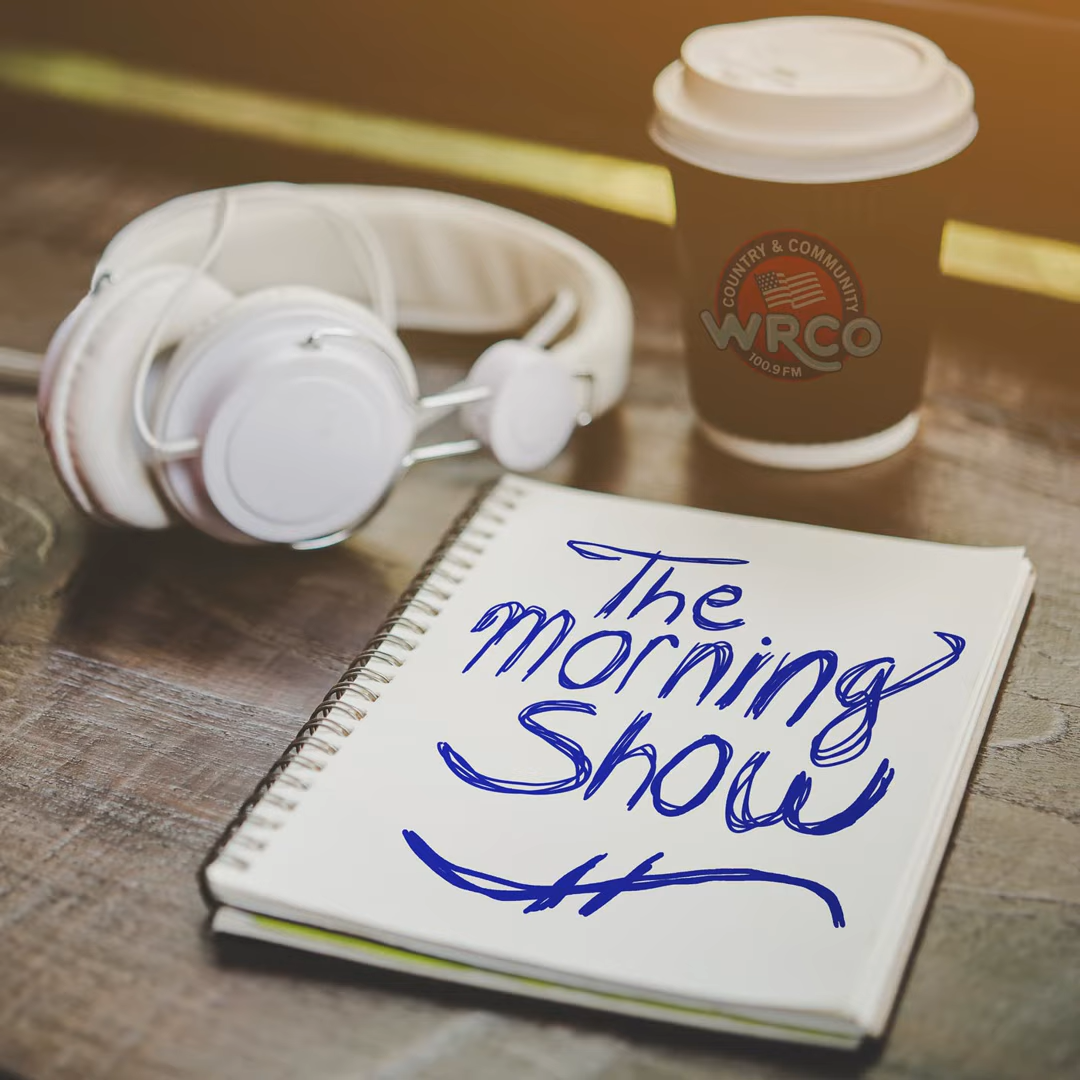 COUNTRY & COMMUNITY
WRCO
100.9 FM
The
morning
Show